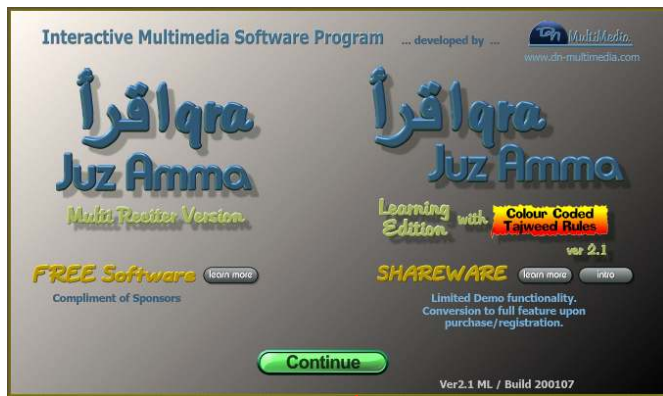 Interactive Multimedia Software Program ... developed by ... Dn MultiMedia
www.dn-multimedia.com
اقرأ Iqra
Juz Amma
Multi Reciter Version
FREE Software learn more
Compliment of Sponsors
اقرأ Iqra
Juz Amma
Learning Edition with Colour Coded Tajweed Rules
ver 2.1
SHAREWARE learn more intro
Limited Demo functionality.
Conversion to full feature upon
purchase/registration.
Continue
Ver2.1 ML / Build 200107